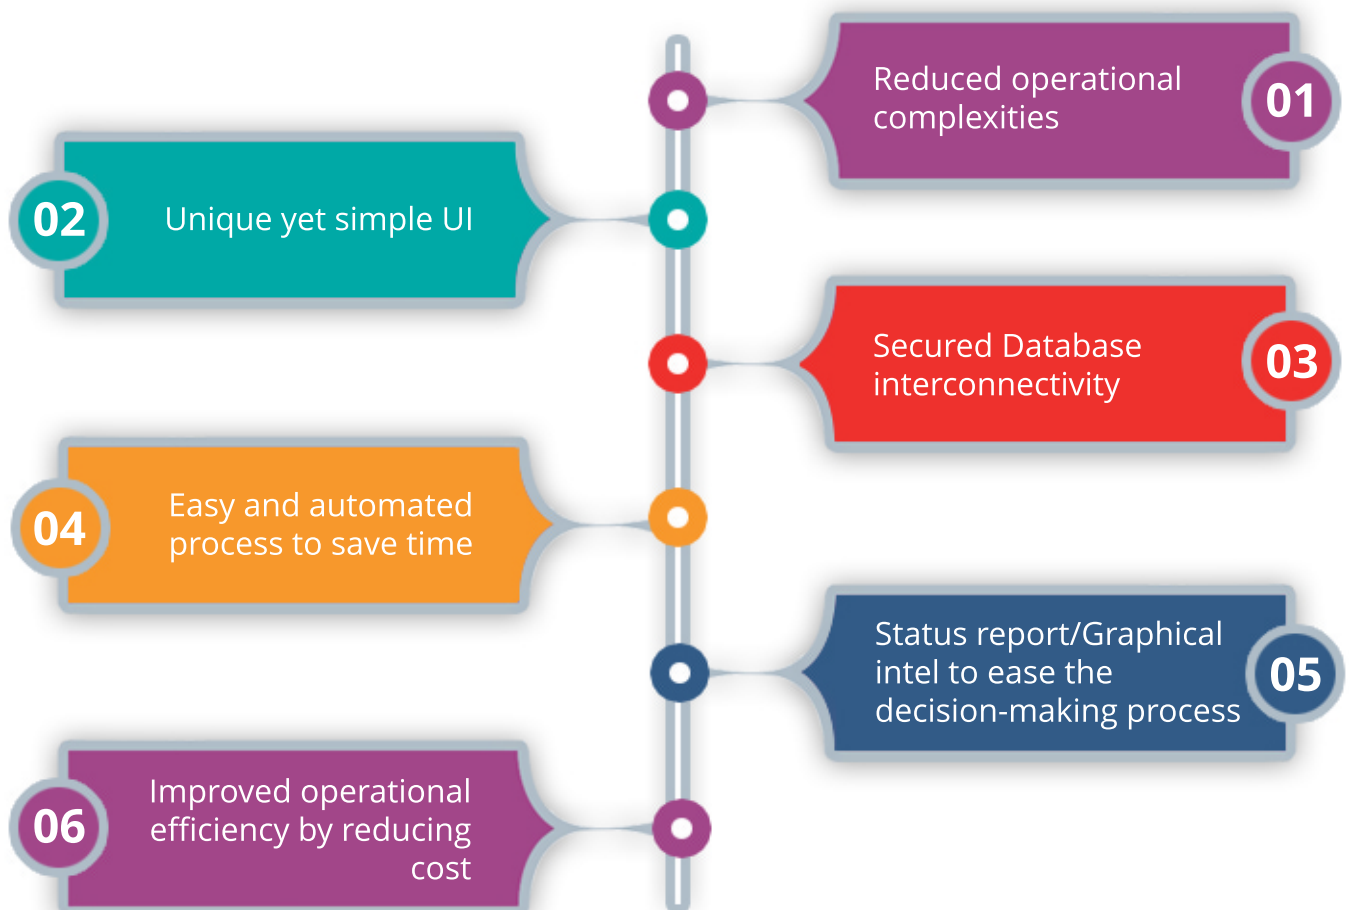 01
Reduced operational
complexities
02
Unique yet simple UI
03
Secured Database
interconnectivity
04
Easy and automated
process to save time
05
Status report/Graphical
intel to ease the
decision-making process
06
Improved operational
efficiency by reducing
cost